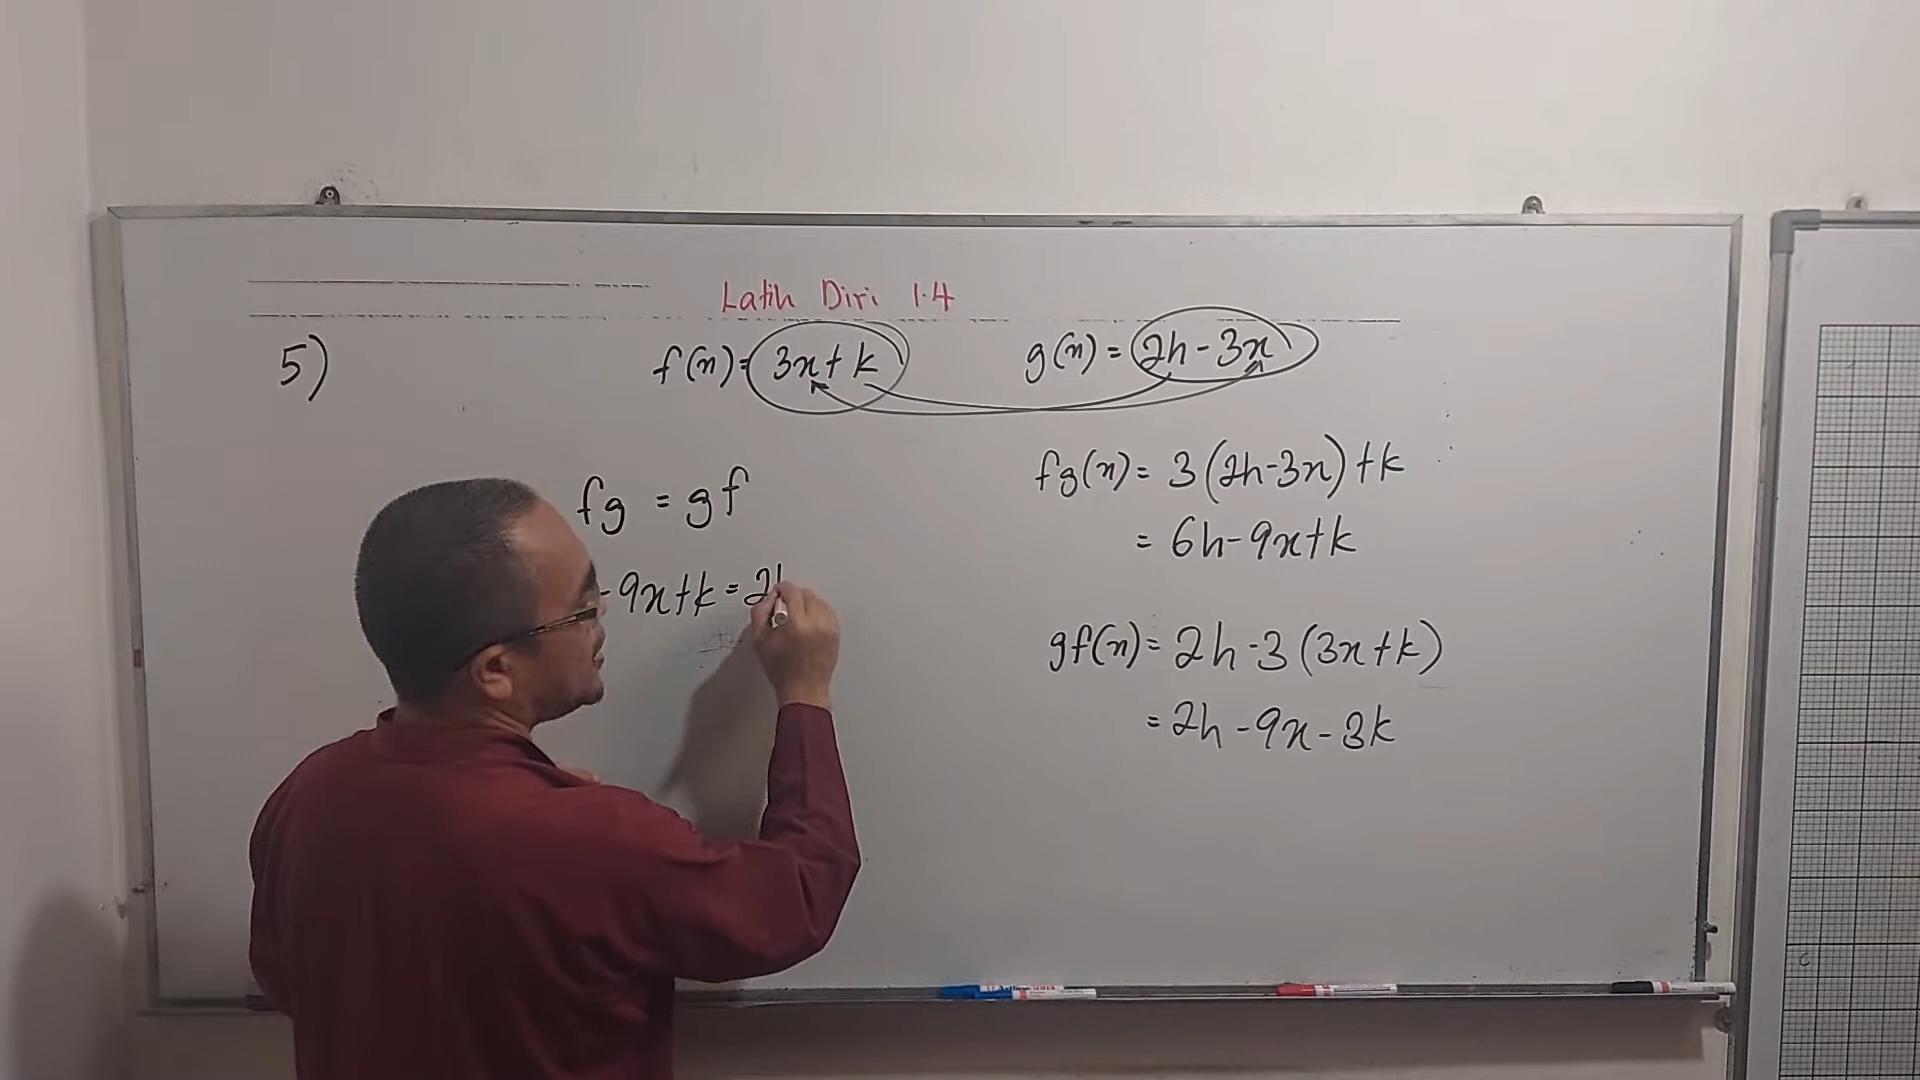 Latih Diri 1.4
5) f(x) = 3x + k g(x) = 2h - 3x
fg = gf
- 9x + k = 2h
fg(x) = 3(2h - 3x) + k
= 6h - 9x + k
gf(x) = 2h - 3(3x + k)
= 2h - 9x - 3k